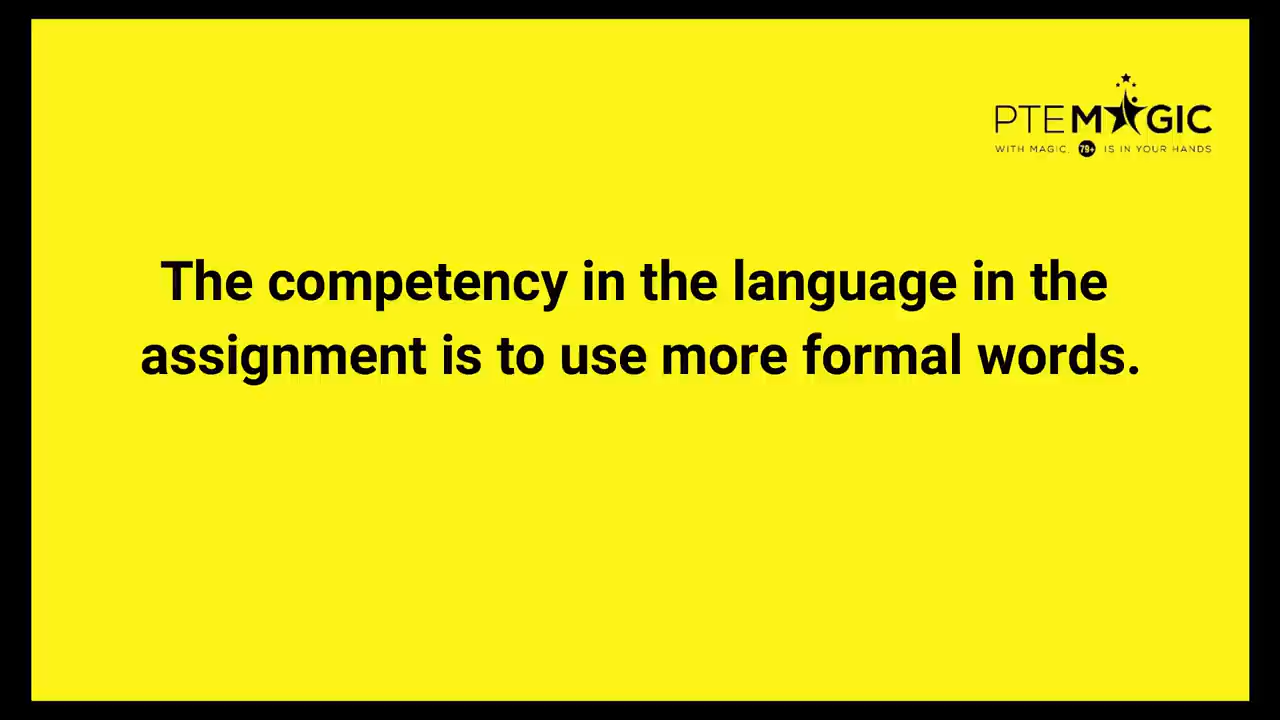 PTEMAGIC
WITH MAGIC. 79+ IS IN YOUR HANDS
The competency in the language in the
assignment is to use more formal words.